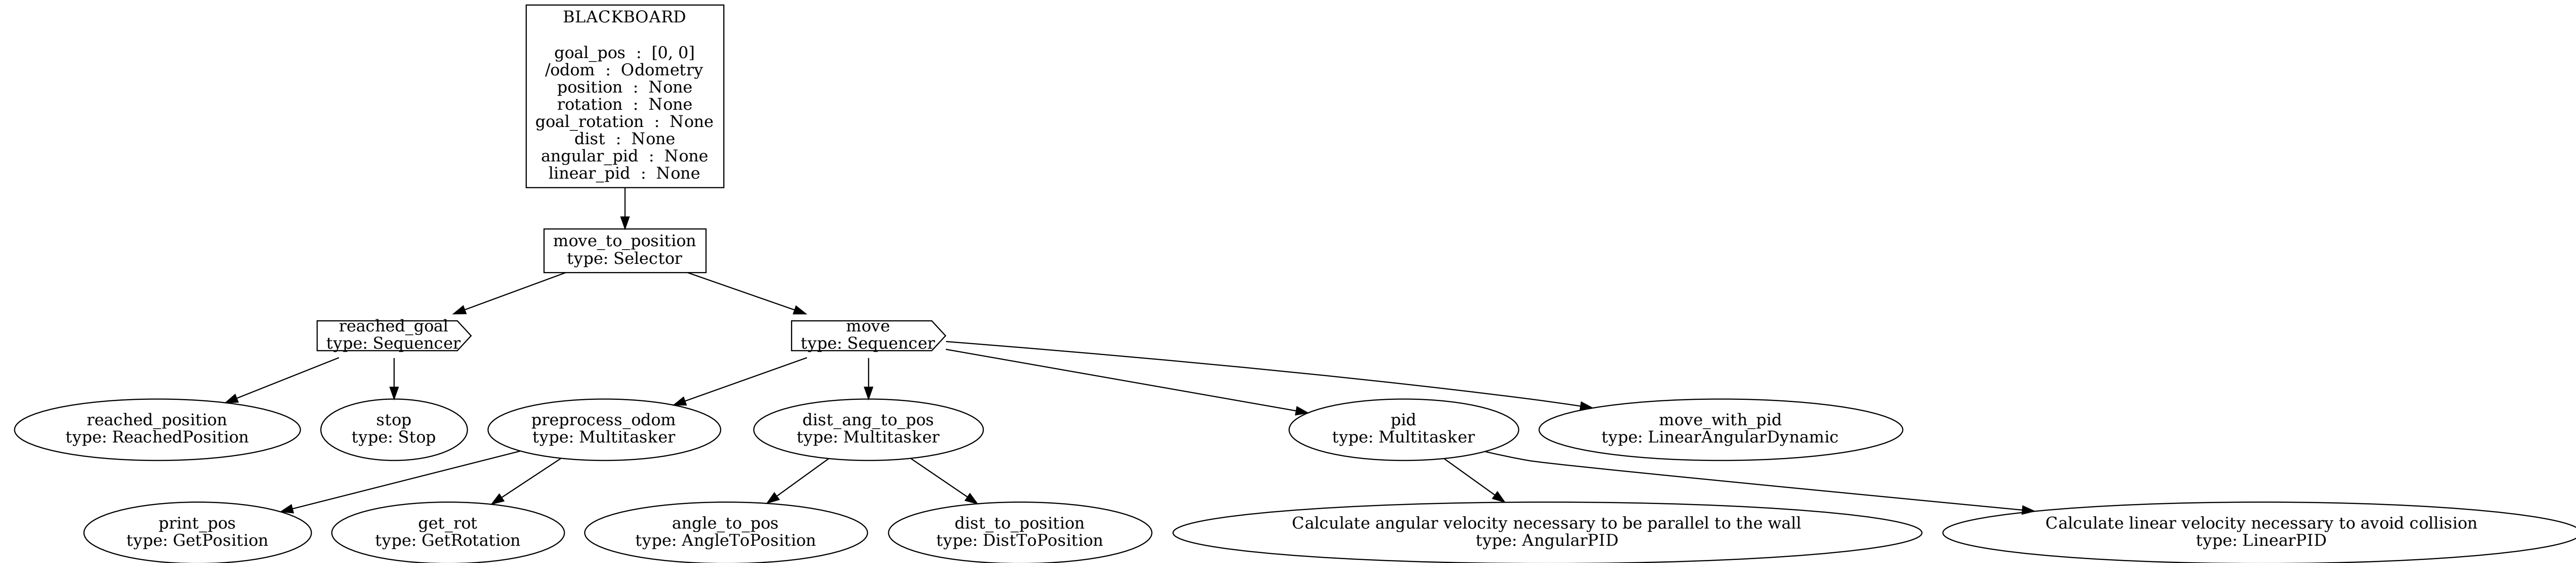 BLACKBOARD
goal_pos : [0, 0]
/odom : Odometry
position : None
rotation : None
goal_rotation : None
dist : None
angular_pid : None
linear_pid : None
move_to_position
type: Selector
reached_goal
type: Sequencer
move
type: Sequencer
reached_position
type: ReachedPosition
stop
type: Stop
preprocess_odom
type: Multitasker
dist_ang_to_pos
type: Multitasker
pid
type: Multitasker
move_with_pid
type: LinearAngularDynamic
print_pos
type: GetPosition
get_rot
type: GetRotation
angle_to_pos
type: AngleToPosition
dist_to_position
type: DistToPosition
Calculate angular velocity necessary to be parallel to the wall
type: AngularPID
Calculate linear velocity necessary to avoid collision
type: LinearPID